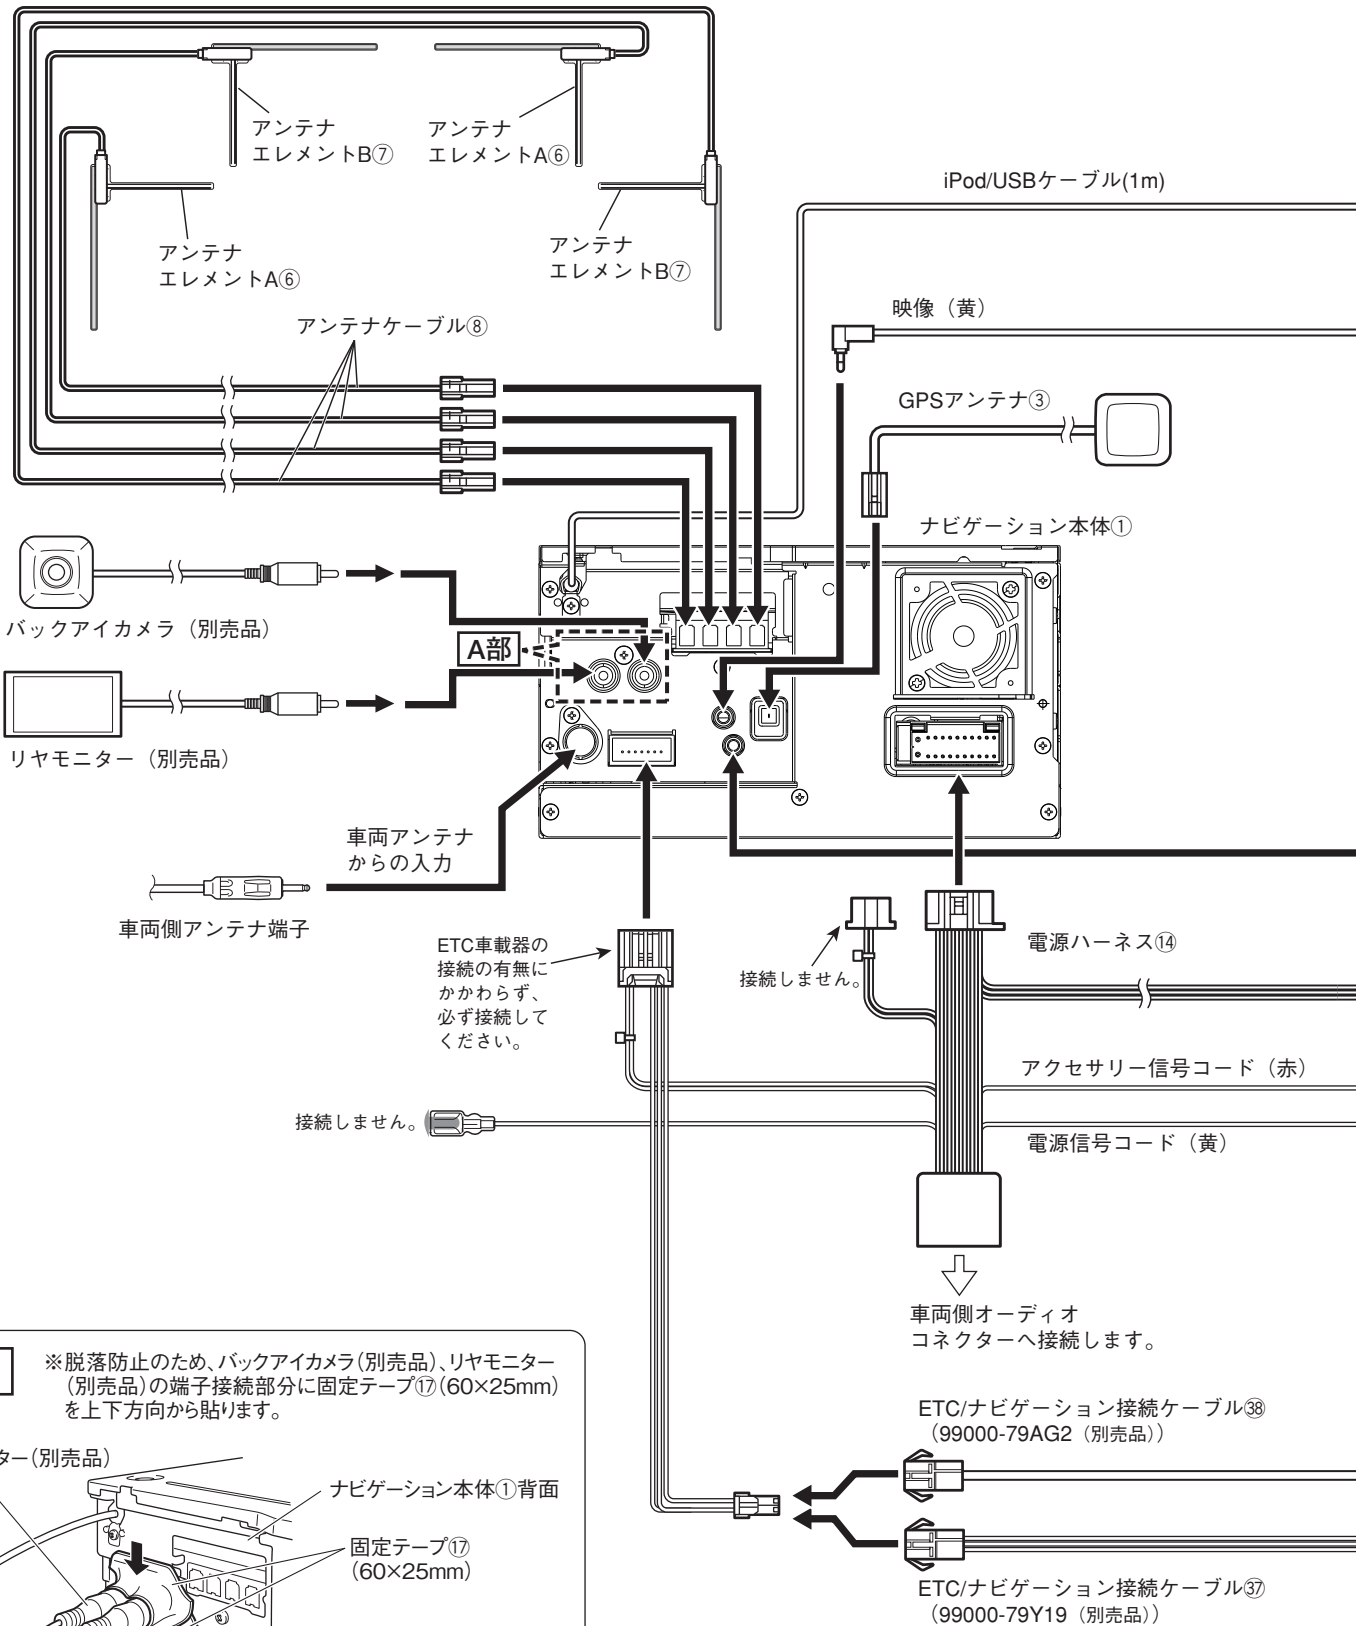 アンテナ
エレメントB⑦
アンテナ
エレメントA⑥
iPod/USBケーブル(1m)
アンテナ
エレメントA⑥
アンテナ
エレメントB⑦
アンテナケーブル⑧
映像（黄）
GPSアンテナ③
ナビゲーション本体①
バックアイカメラ（別売品）
A部
リヤモニター（別売品）
車両アンテナ
からの入力
車両側アンテナ端子
ETC車載器の
接続の有無に
かかわらず、
必ず接続して
ください。
接続しません。
電源ハーネス⑭
アクセサリー信号コード（赤）
接続しません。
電源信号コード（黄）
車両側オーディオ
コネクターへ接続します。
※脱落防止のため、バックアイカメラ（別売品）、リヤモニター
（別売品）の端子接続部分に固定テープ⑰（60×25mm）
を上下方向から貼ります。
ター（別売品）
ナビゲーション本体①背面
固定テープ⑰
（60×25mm）
ETC/ナビゲーション接続ケーブル㊳
（99000-79AG2（別売品））
ETC/ナビゲーション接続ケーブル㊲
（99000-79Y19（別売品））